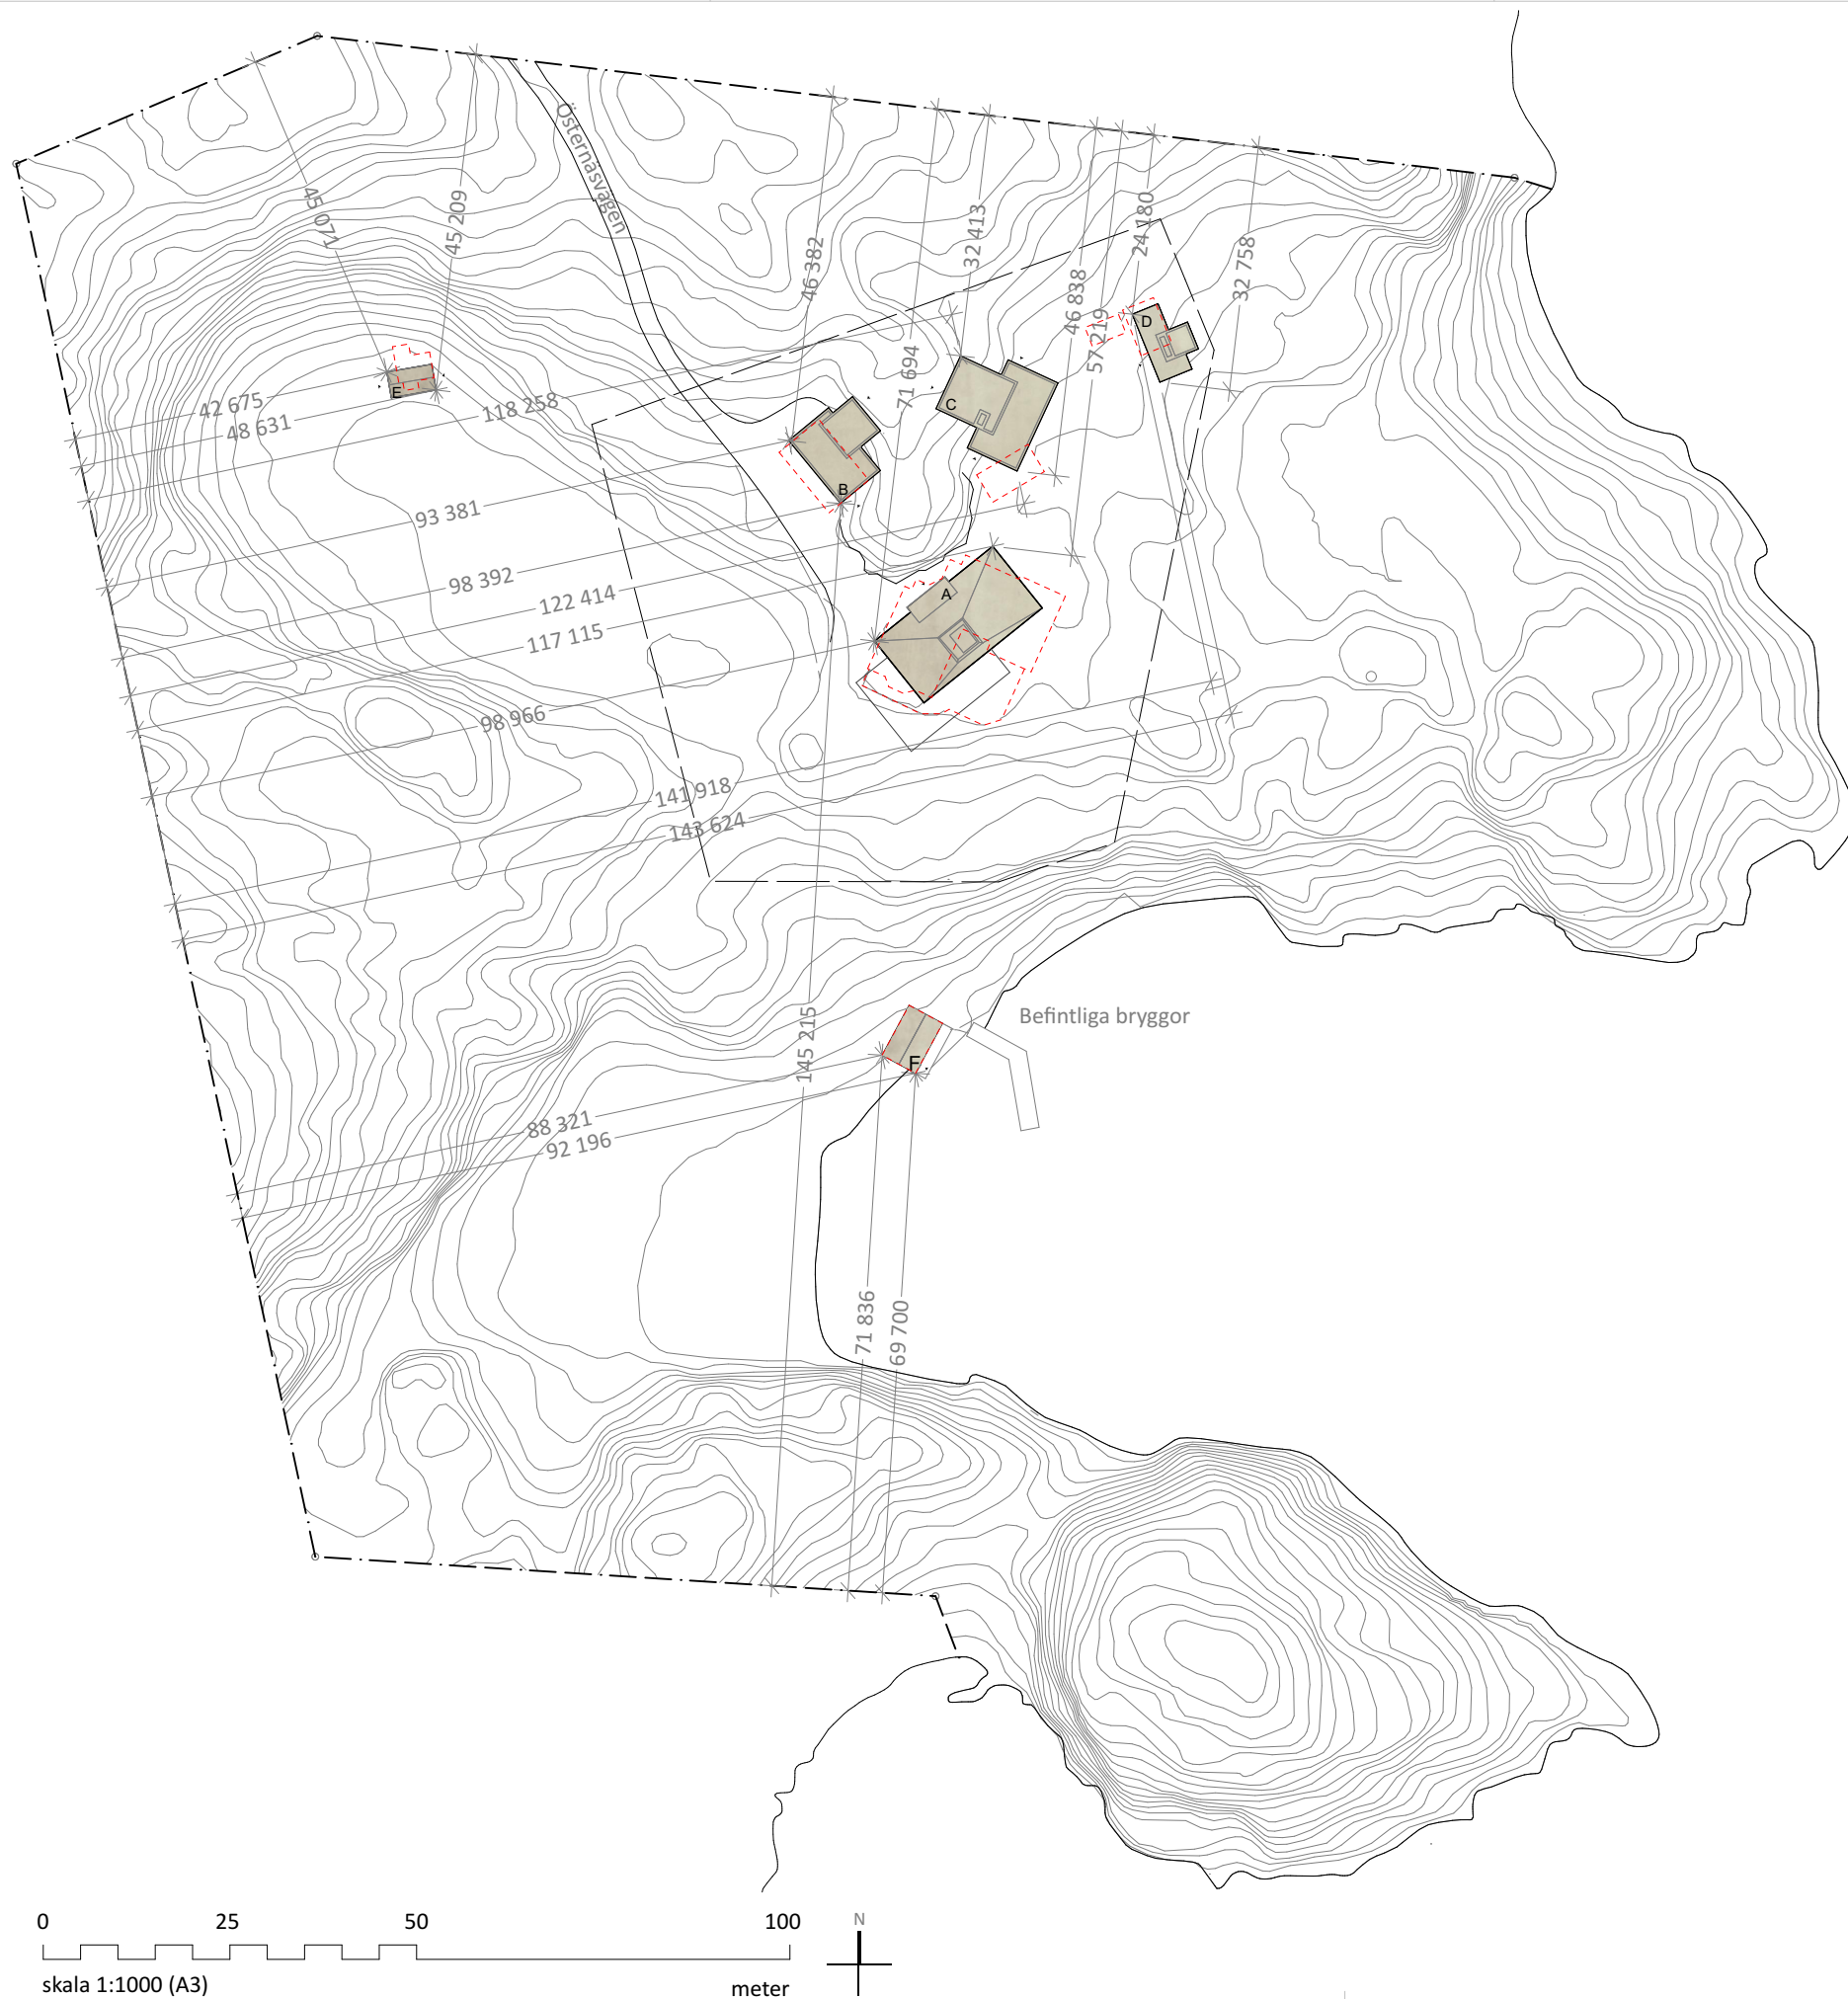 Östernäsvägen
45 071
45 209
46 382
32 413
24 180
32 758
46 838
57 219
71 694
D
E
C
B
A
42 675
48 631
118 258
93 381
98 392
122 414
117 115
98 966
141 918
143 624
145 215
Befintliga bryggor
F
88 321
92 196
71 836
69 700
0 25 50 100
N
skala 1:1000 (A3) meter